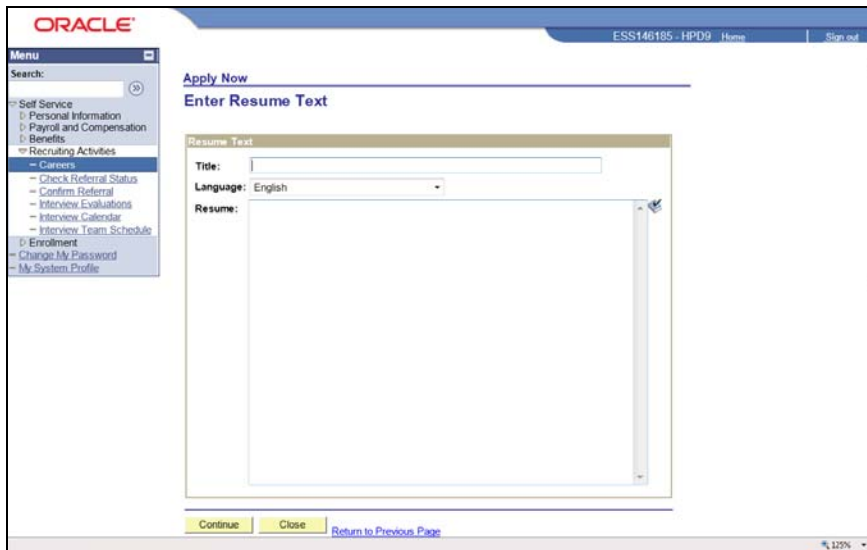 ORACLE
ESS146185 - HPD9 Home Sign out
Menu
Search:
Self Service
Personal Information
Payroll and Compensation
Benefits
Recruiting Activities
Careers
Check Referral Status
Confirm Referral
Interview Evaluations
Interview Calendar
Interview Team Schedule
Enrollment
Change My Password
My System Profile
Apply Now
Enter Resume Text
Resume Text
Title:
Language: English
Resume:
Continue Close Return to Previous Page
125%